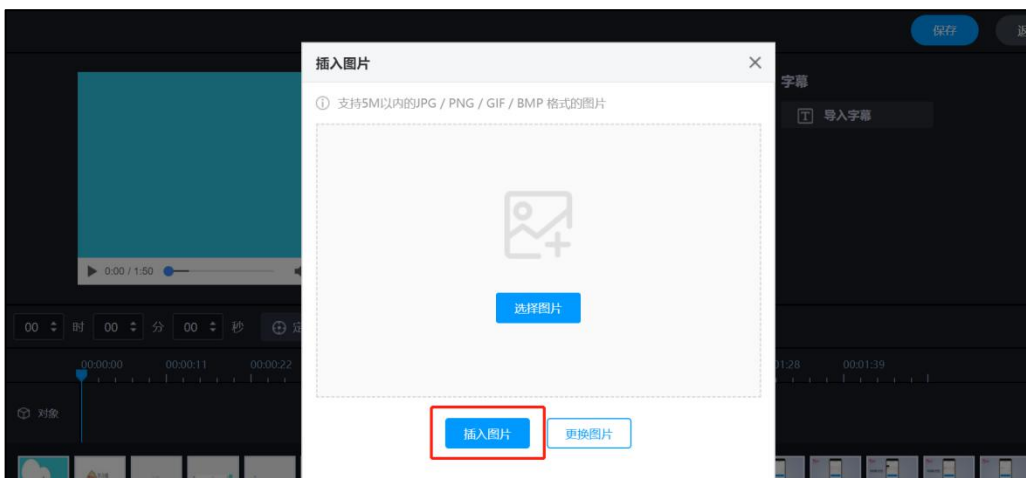 保存
插入图片
支持5M以内的JPG / PNG / GIF / BMP 格式的图片
字幕
导入字幕
0:00 / 1:50
选择图片
00 时 00 分 00 秒
00:00:00 00:00:11 00:00:22 00:01:39
对象
插入图片 更换图片